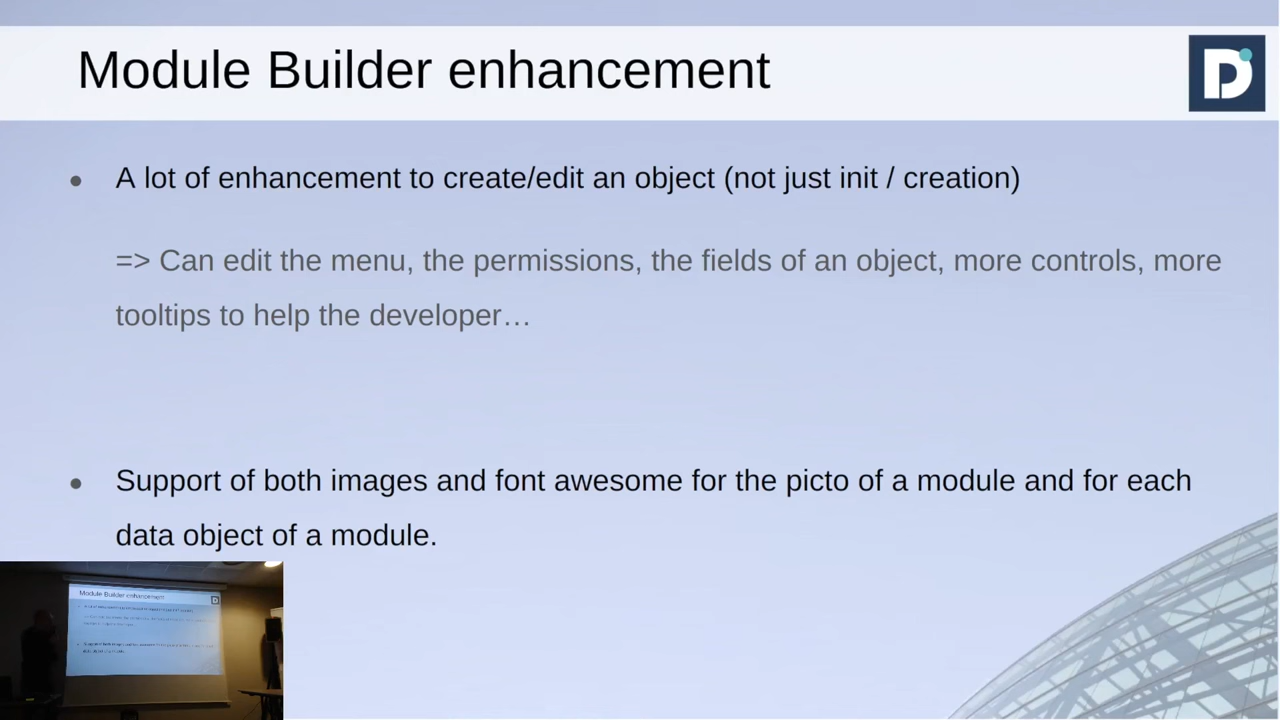 Module Builder enhancement
● A lot of enhancement to create/edit an object (not just init / creation)
=> Can edit the menu, the permissions, the fields of an object, more controls, more
tooltips to help the developer…
● Support of both images and font awesome for the picto of a module and for each
data object of a module.
Module Builder enhancement